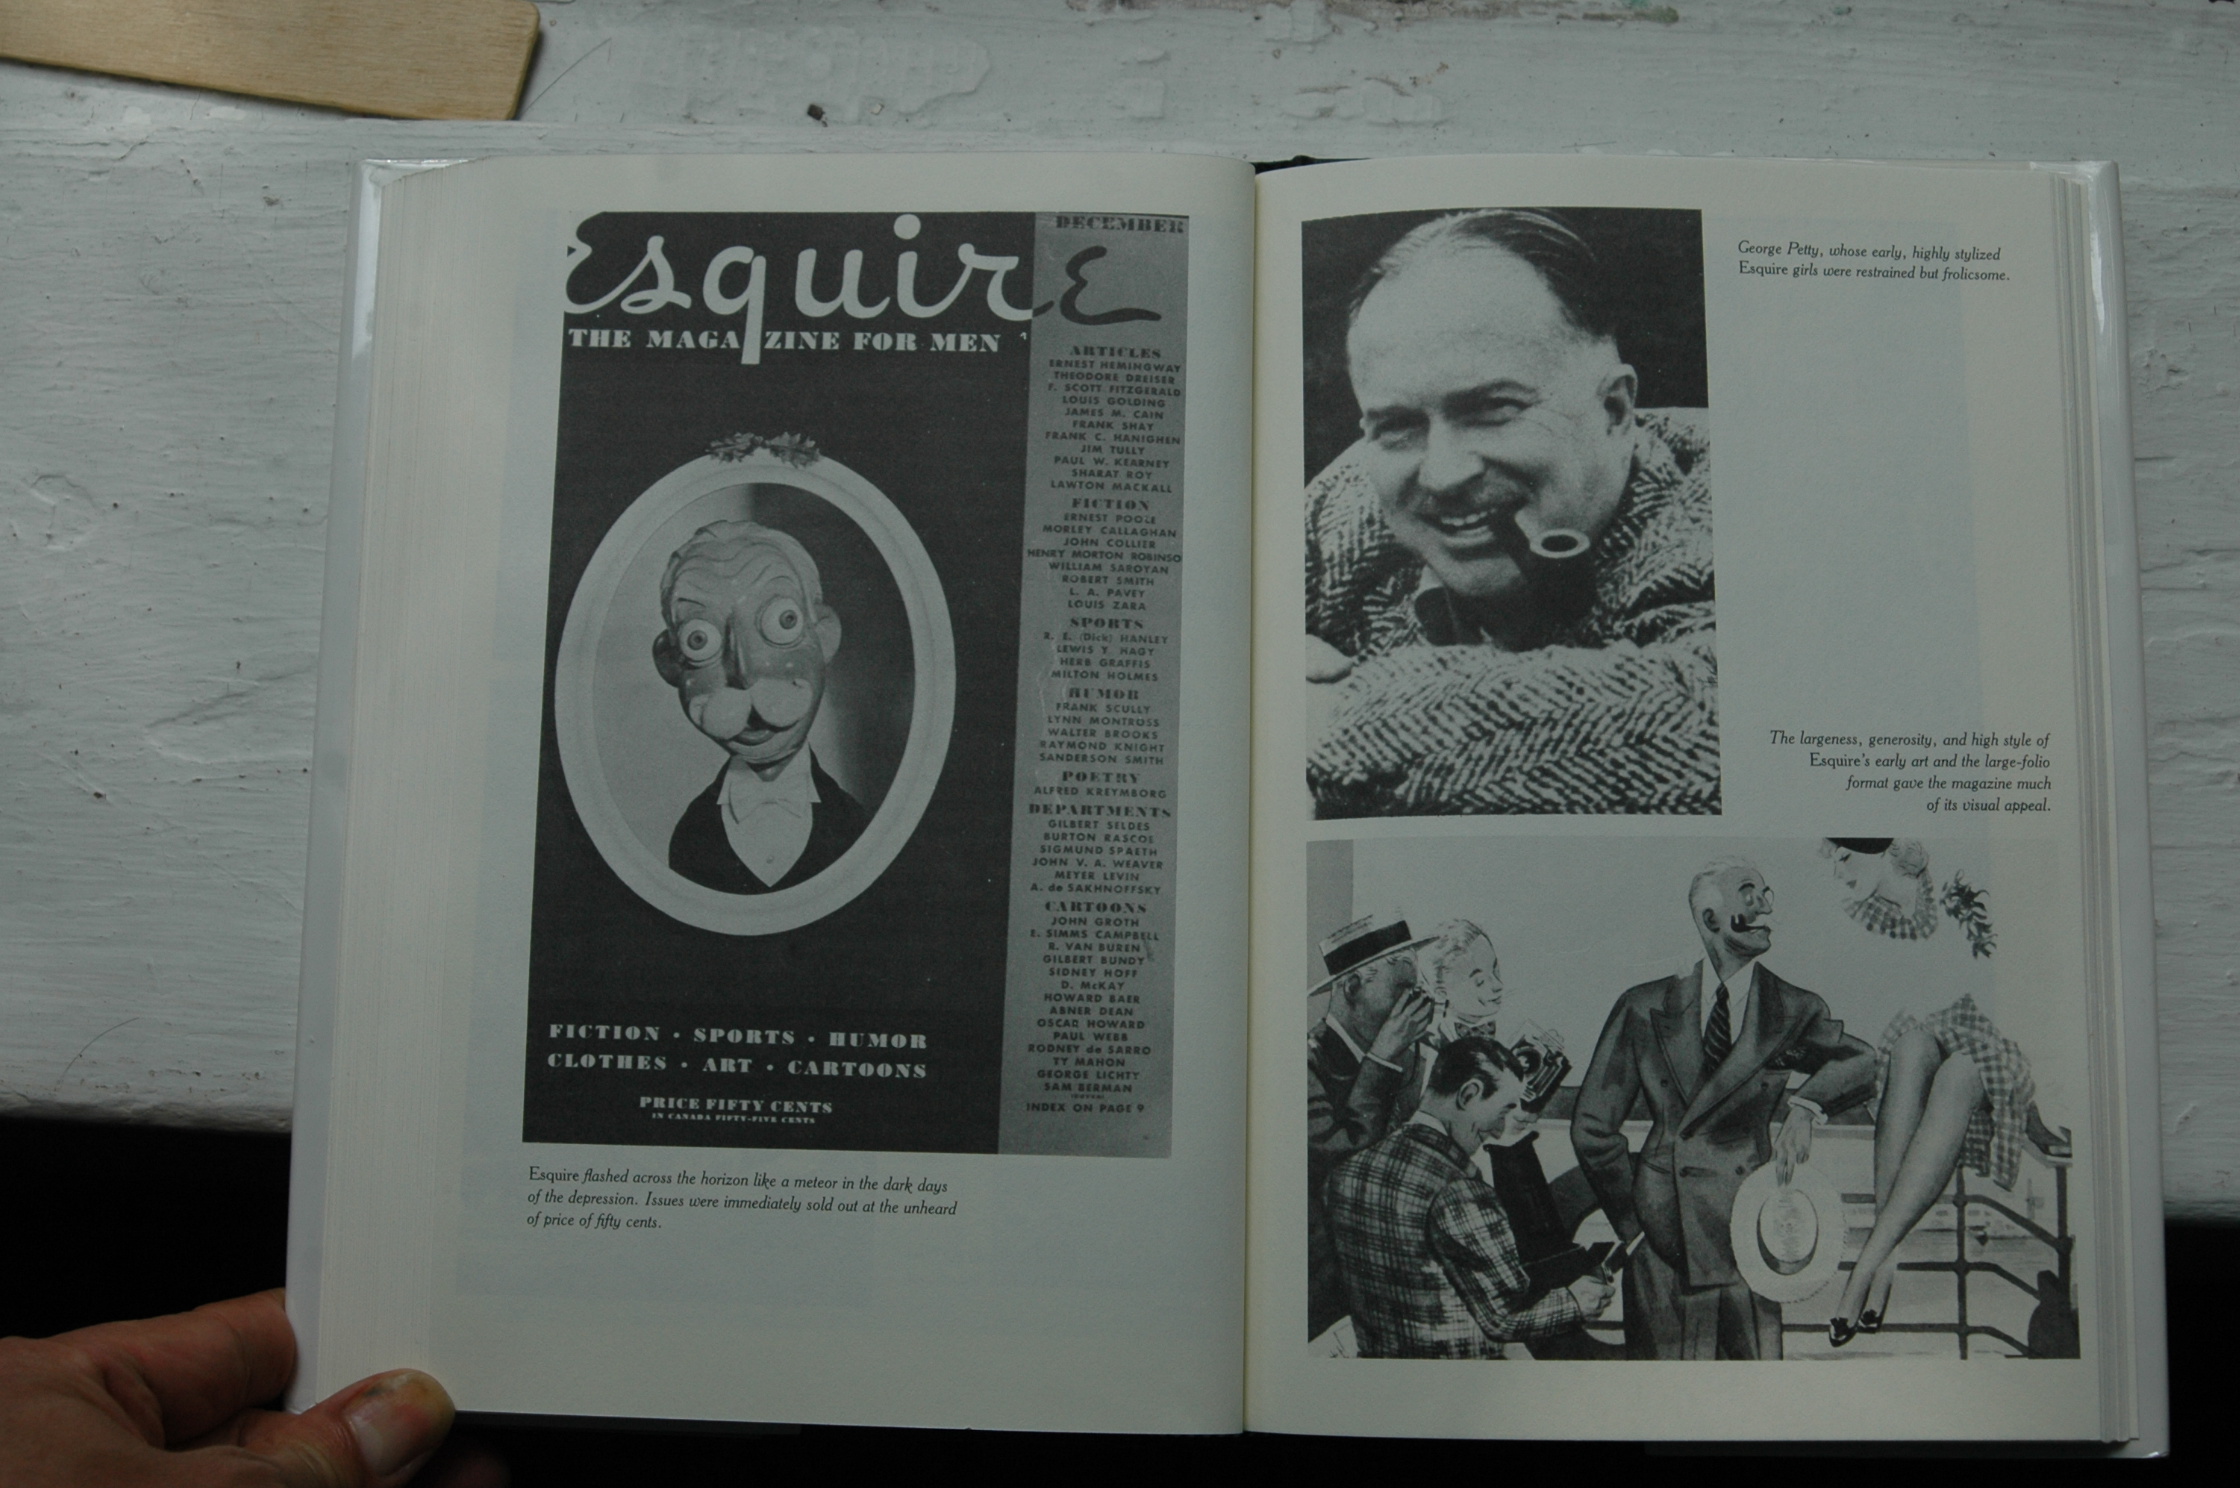 Esquire
THE MAGAZINE FOR MEN
FICTION • SPORTS • HUMOR
CLOTHES • ART • CARTOONS
PRICE FIFTY CENTS
IN CANADA FIFTY-FIVE CENTS
DECEMBER
ARTICLES
ERNEST HEMINGWAY
THEODORE DREISER
F. SCOTT FITZGERALD
LOUIS GOLDING
JAMES M. CAIN
FRANK SHAY
FRANK C. HANIGHEN
JIM TULLY
PAUL W. KEARNEY
SHARAT ROY
LAWTON MACKALL
FICTION
ERNEST POOLE
MORLEY CALLAGHAN
JOHN COLLIER
HENRY MORTON ROBINSO
WILLIAM SAROYAN
ROBERT SMITH
L. A. PAVEY
LOUIS ZARA
SPORTS
R. E. (Dick) HANLEY
LEWIS Y. HAGY
HERB GRAFFIS
MILTON HOLMES
HUMOR
FRANK SCULLY
LYNN MONTROSS
WALTER BROOKS
RAYMOND KNIGHT
SANDERSON SMITH
POETRY
ALFRED KREYMBORG
DEPARTMENTS
GILBERT SELDES
BURTON RASCOE
SIGMUND SPAETH
JOHN V. A. WEAVER
MEYER LEVIN
A. de SAKHNOFFSKY
CARTOONS
JOHN GROTH
E. SIMMS CAMPBELL
R. VAN BUREN
GILBERT BUNDY
SIDNEY HOFF
D. McKAY
HOWARD BAER
ABNER DEAN
OSCAR HOWARD
PAUL WEBB
RODNEY de SARRO
TY MAHON
GEORGE LICHTY
SAM BERMAN
INDEX ON PAGE 9
Esquire flashed across the horizon like a meteor in the dark days
of the depression. Issues were immediately sold out at the unheard
of price of fifty cents.
George Petty, whose early, highly stylized
Esquire girls were restrained but frolicsome.
The largeness, generosity, and high style of
Esquire's early art and the large-folio
format gave the magazine much
of its visual appeal.